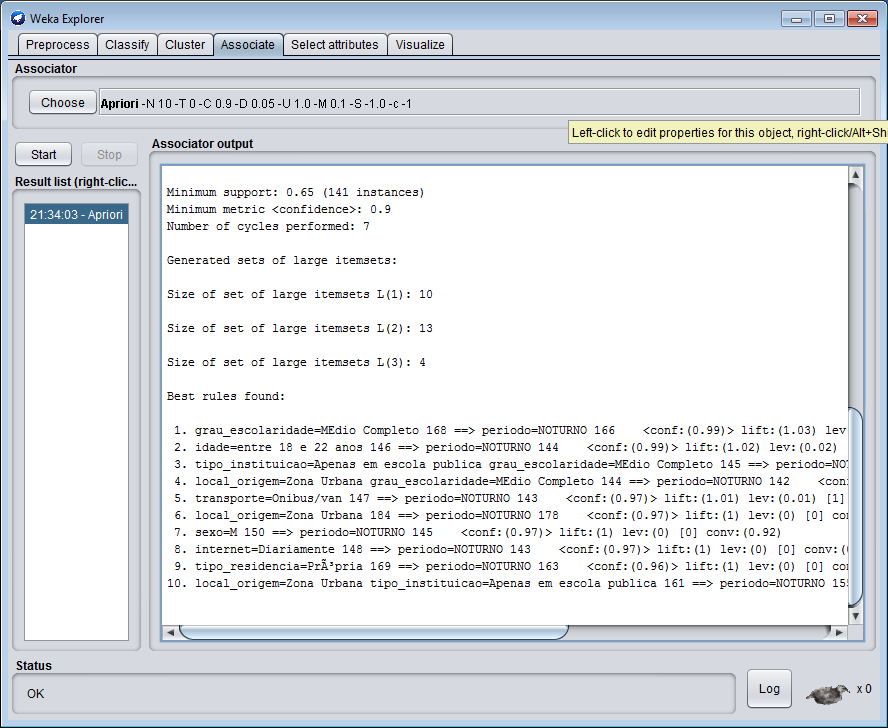 Weka Explorer
Preprocess Classify Cluster Associate Select attributes Visualize
Associator
Choose Apriori -N 10 -T 0 -C 0.9 -D 0.05 -U 1.0 -M 0.1 -S -1.0 -c -1
Left-click to edit properties for this object, right-click/Alt+Sh
Start Stop
Associator output
Result list (right-clic...
21:34:03 - Apriori
Minimum support: 0.65 (141 instances)
Minimum metric <confidence>: 0.9
Number of cycles performed: 7
Generated sets of large itemsets:
Size of set of large itemsets L(1): 10
Size of set of large itemsets L(2): 13
Size of set of large itemsets L(3): 4
Best rules found:
1. grau_escolaridade=MEdio Completo 168 ==> periodo=NOTURNO 166 <conf:(0.99)> lift:(1.03) lev
2. idade=entre 18 e 22 anos 146 ==> periodo=NOTURNO 144 <conf:(0.99)> lift:(1.02) lev:(0.02)
3. tipo_instituicao=Apenas em escola publica grau_escolaridade=MEdio Completo 145 ==> periodo=NOT
4. local_origem=Zona Urbana grau_escolaridade=MEdio Completo 144 ==> periodo=NOTURNO 142 <con
5. transporte=Onibus/van 147 ==> periodo=NOTURNO 143 <conf:(0.97)> lift:(1.01) lev:(0.01) [1]
6. local_origem=Zona Urbana 184 ==> periodo=NOTURNO 178 <conf:(0.97)> lift:(1) lev:(0) [0] con
7. sexo=M 150 ==> periodo=NOTURNO 145 <conf:(0.97)> lift:(1) lev:(0) [0] conv:(0.92)
8. internet=Diariamente 148 ==> periodo=NOTURNO 143 <conf:(0.97)> lift:(1) lev:(0) [0] conv:(
9. tipo_residencia=PrÃ³pria 169 ==> periodo=NOTURNO 163 <conf:(0.96)> lift:(1) lev:(0) [0] con
10. local_origem=Zona Urbana tipo_instituicao=Apenas em escola publica 161 ==> periodo=NOTURNO 155
Status
OK
Log
x 0